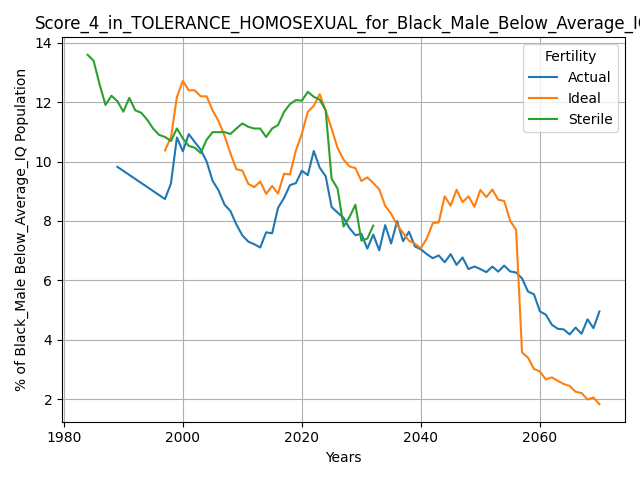 Score_4_in_TOLERANCE_HOMOSEXUAL_for_Black_Male_Below_Average_IQ
Fertility
Actual
Ideal
Sterile
% of Black_Male Below_Average_IQ Population
14
12
10
8
6
4
2
1980
2000
2020
2040
2060
Years